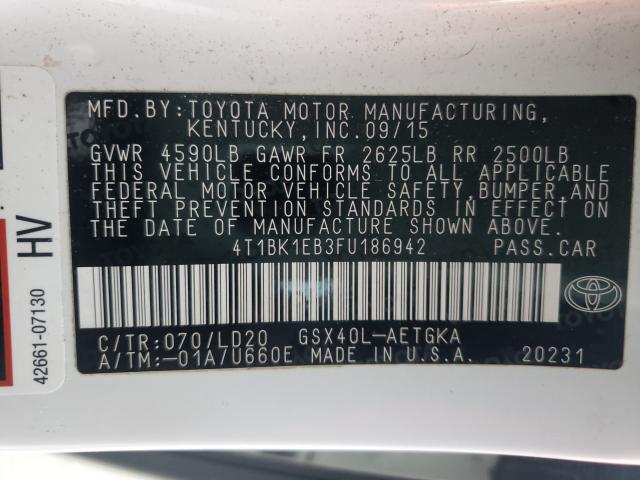 MFD.BY:TOYOTA MOTOR MANUFACTURING,
KENTUCKY,INC.09/15
GVWR 4590LB GAWR FR 2625LB RR 2500LB
THIS VEHICLE CONFORMS TO ALL APPLICABLE
FEDERAL MOTOR VEHICLE SAFETY,BUMPER,AND
THEFT PREVENTION STANDARDS IN EFFECT ON
THE DATE OF MANUFACTURE SHOWN ABOVE.
4T1BK1EB3FU186942 PASS.CAR
C/TR:070/LD20 GSX40L-AETGKA
A/TM:-01A/U660E MADE IN U.S.A. 20231
HV
42661-07130